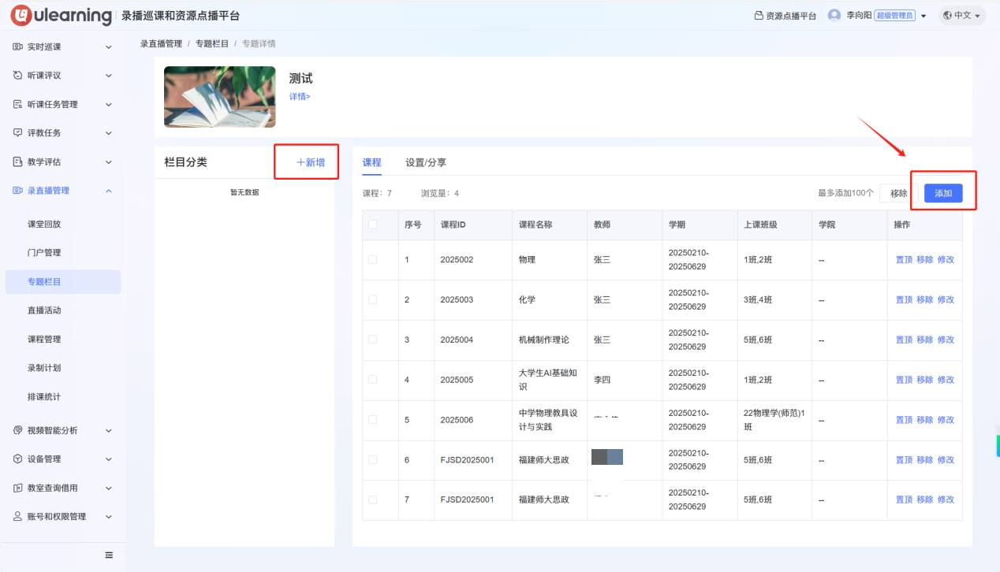 ulearning 录播巡课和资源点播平台
资源点播平台 李向阳 超级管理员 中文
实时巡课
听课评议
听课任务管理
评教任务
教学评估
录直播管理
课堂回放
门户管理
专题栏目
直播活动
课程管理
录制计划
排课统计
视频智能分析
设备管理
教室查询借用
账号和权限管理
录直播管理 / 专题栏目 / 专题详情
测试
详情>
栏目分类 +新增
暂无数据
课程 设置/分享
课程: 7 浏览量: 4 最多添加100个 移除 添加
序号 课程ID 课程名称 教师 学期 上课班级 学院 操作
1 2025002 物理 张三 20250210-20250629 1班,2班 -- 置顶 移除 修改
2 2025003 化学 张三 20250210-20250629 3班,4班 -- 置顶 移除 修改
3 2025004 机械制作理论 张三 20250210-20250629 5班,6班 -- 置顶 移除 修改
4 2025005 大学生AI基础知识 李四 20250210-20250629 1班,2班 -- 置顶 移除 修改
5 2025006 中学物理教具设计与实践 20250210-20250629 22物理学(师范)1班 -- 置顶 移除 修改
6 FJSD2025001 福建师大思政 20250210-20250629 5班,6班 -- 置顶 移除 修改
7 FJSD2025001 福建师大思政 20250210-20250629 5班,6班 -- 置顶 移除 修改